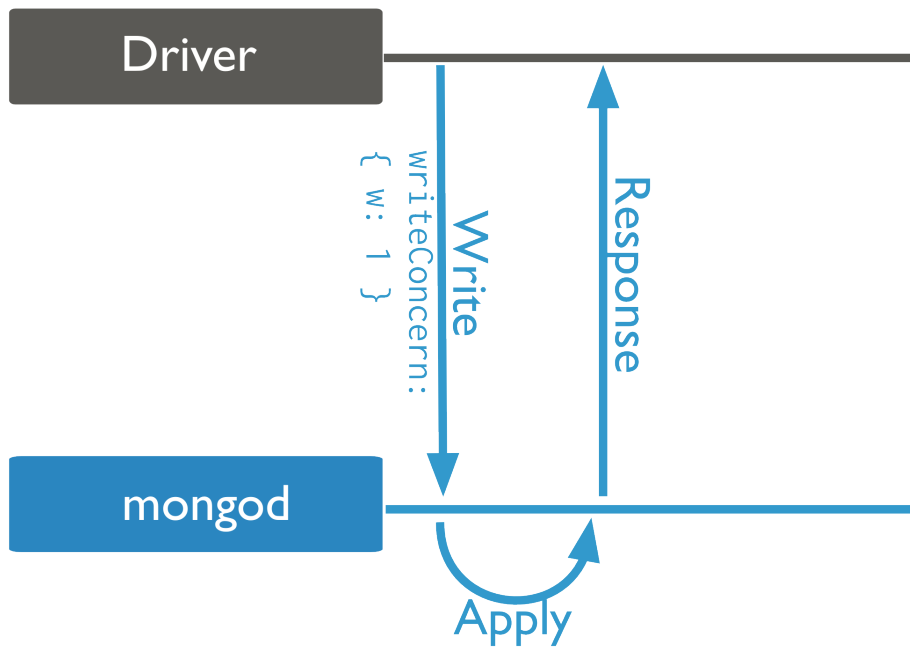 Driver
writeConcern:
{ w: 1 }
Write
Response
mongod
Apply